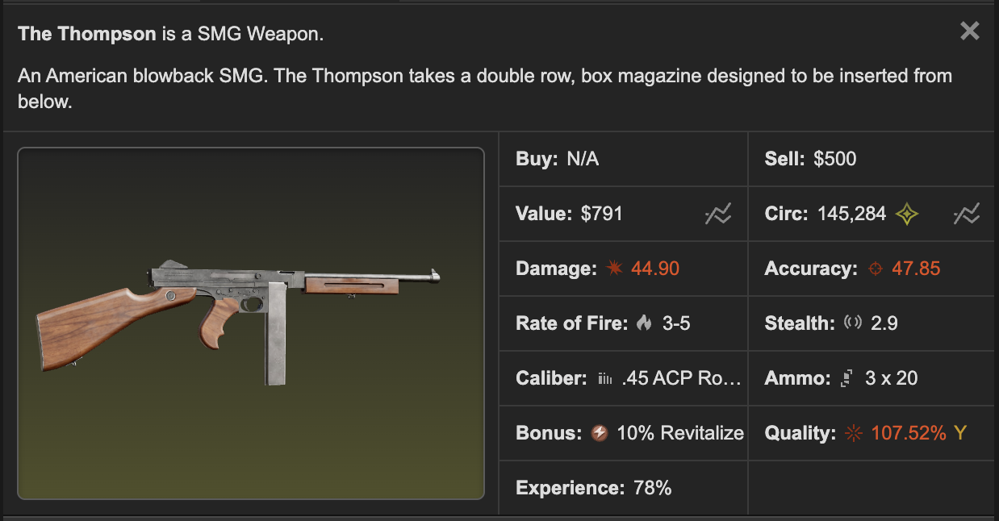 The Thompson is a SMG Weapon.
An American blowback SMG. The Thompson takes a double row, box magazine designed to be inserted from
below.
Buy: N/A
Sell: $500
Value: $791
Circ: 145,284
Damage: 44.90
Accuracy: 47.85
Rate of Fire: 3-5
Stealth: 2.9
Caliber: .45 ACP Ro...
Ammo: 3 x 20
Bonus: 10% Revitalize
Quality: 107.52% Y
Experience: 78%